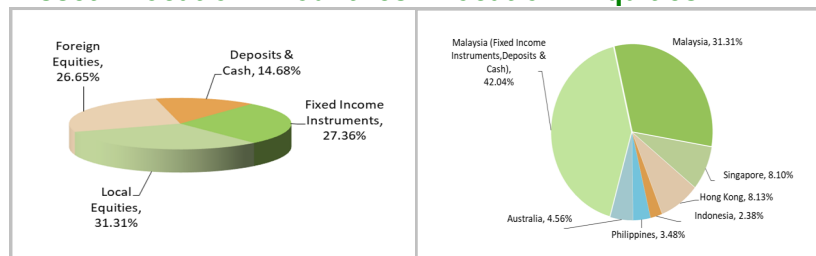 Foreign
Equities,
26.65%
Deposits &
Cash, 14.68%
Fixed Income
Instruments,
27.36%
Local
Equities,
31.31%
Malaysia (Fixed Income
Instruments,Deposits &
Cash),
42.04%
Malaysia, 31.31%
Singapore, 8.10%
Hong Kong, 8.13%
Indonesia, 2.38%
Philippines, 3.48%
Australia, 4.56%